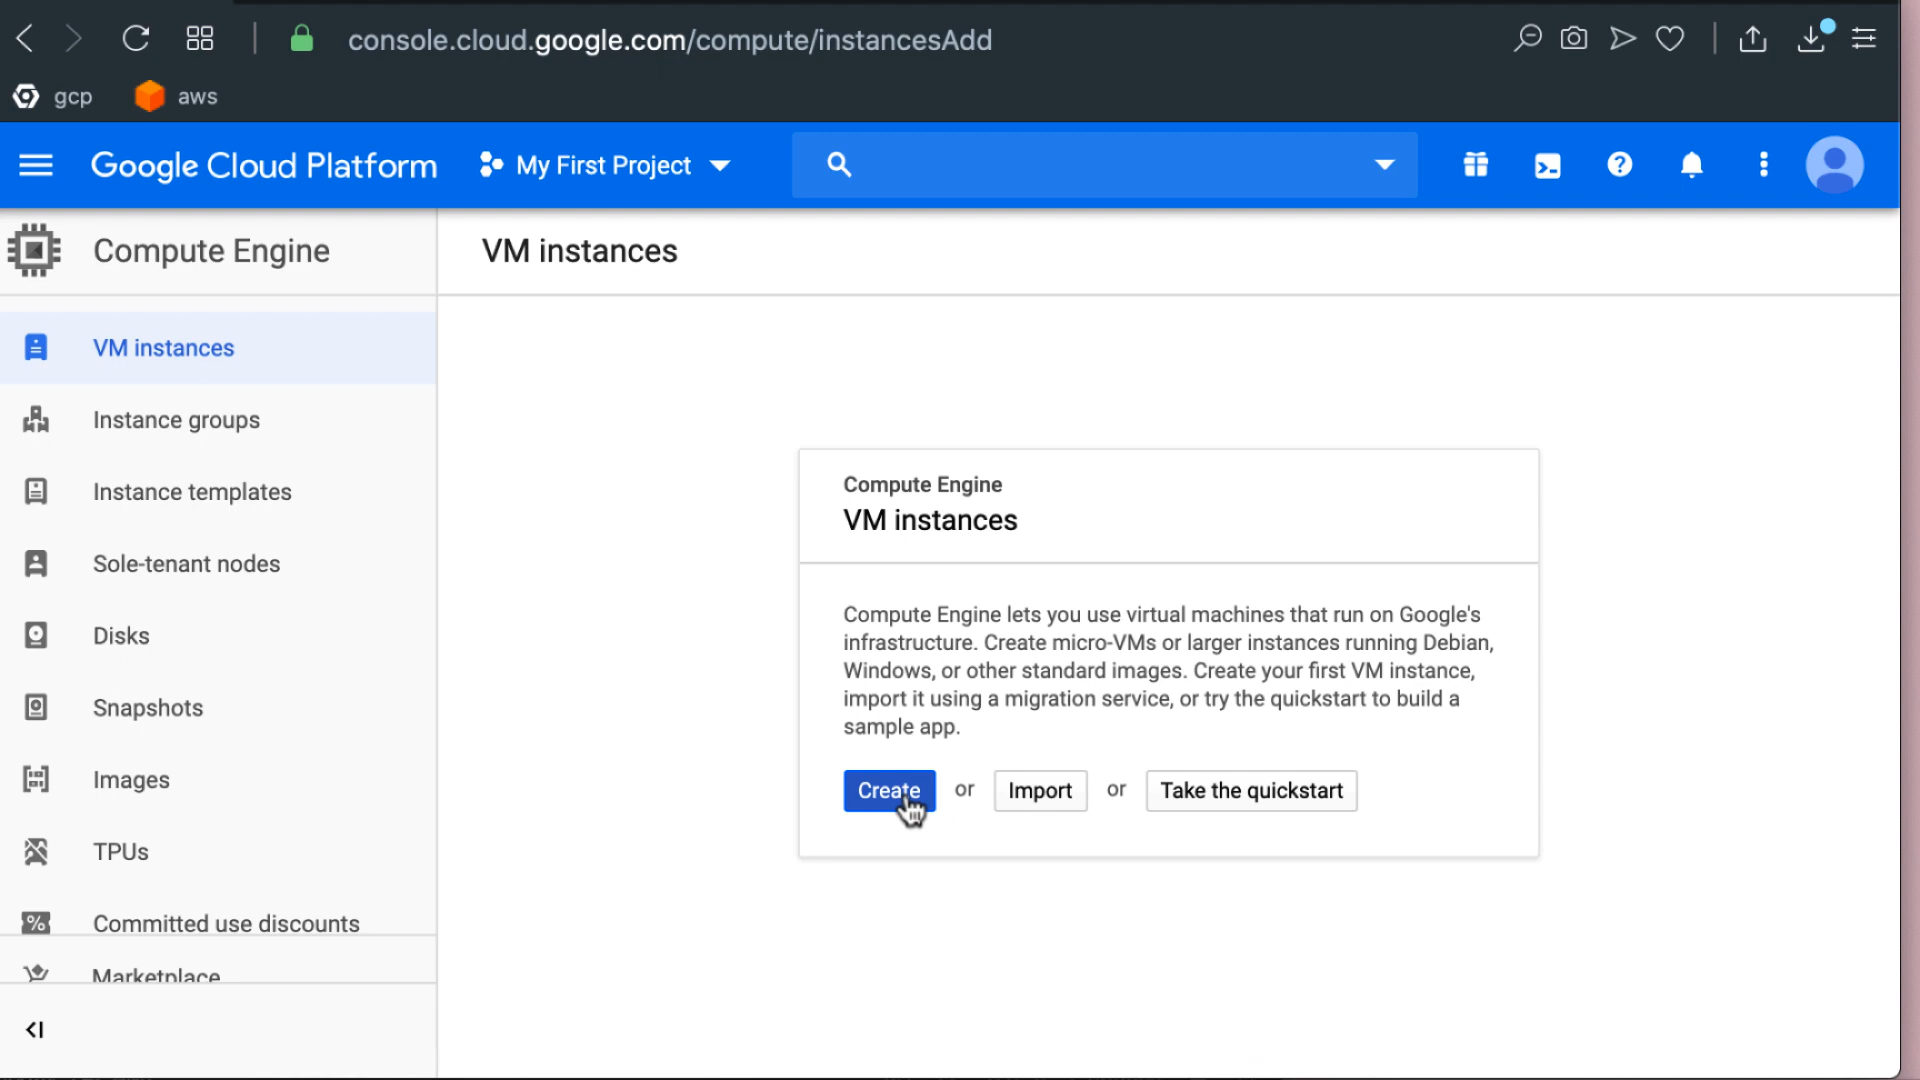 console.cloud.google.com/compute/instancesAdd
gcp
aws
Google Cloud Platform
My First Project
Compute Engine
VM instances
VM instances
Instance groups
Instance templates
Sole-tenant nodes
Disks
Snapshots
Images
TPUs
Committed use discounts
Marketplace
Compute Engine
VM instances
Compute Engine lets you use virtual machines that run on Google's
infrastructure. Create micro-VMs or larger instances running Debian,
Windows, or other standard images. Create your first VM instance,
import it using a migration service, or try the quickstart to build a
sample app.
Create or Import or Take the quickstart